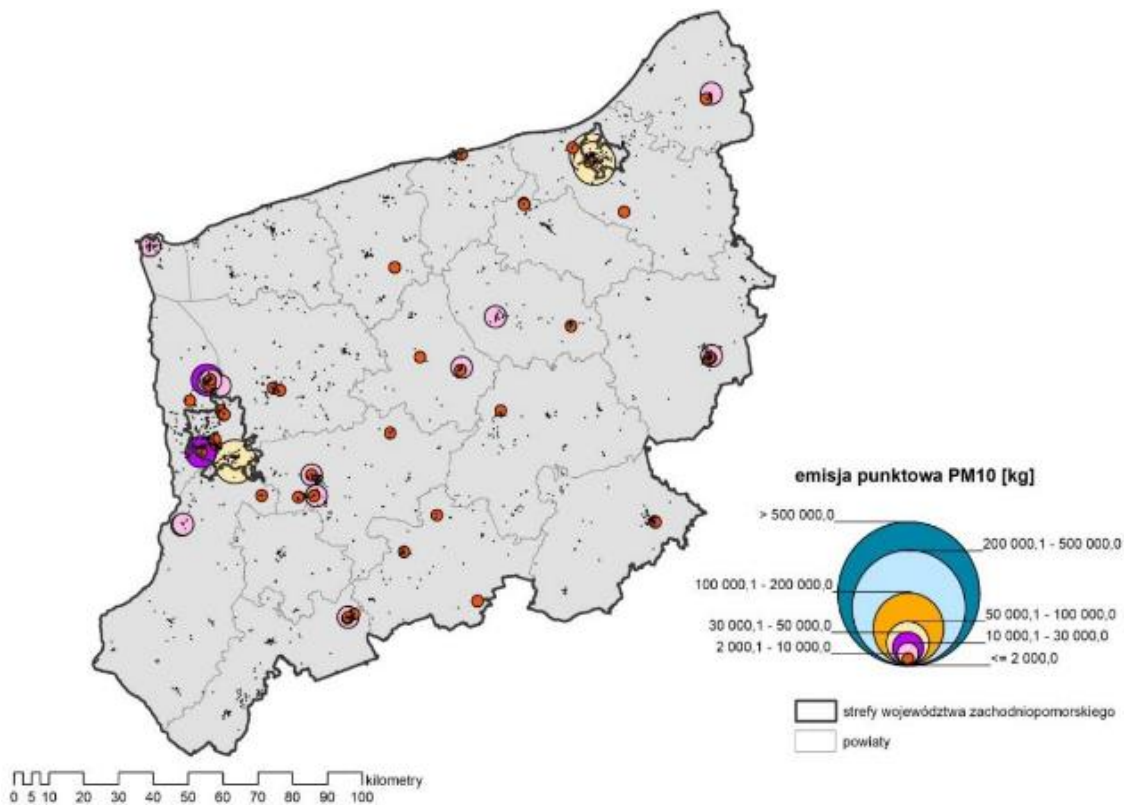 emisja punktowa PM10 [kg]
> 500 000,0
200 000,1 - 500 000,0
100 000,1 - 200 000,0
50 000,1 - 100 000,0
30 000,1 - 50 000,0
10 000,1 - 30 000,0
2 000,1 - 10 000,0
<= 2 000,0
strefy województwa zachodniopomorskiego
powiaty
kilometry
0 5 10 20 30 40 50 60 70 80 90 100